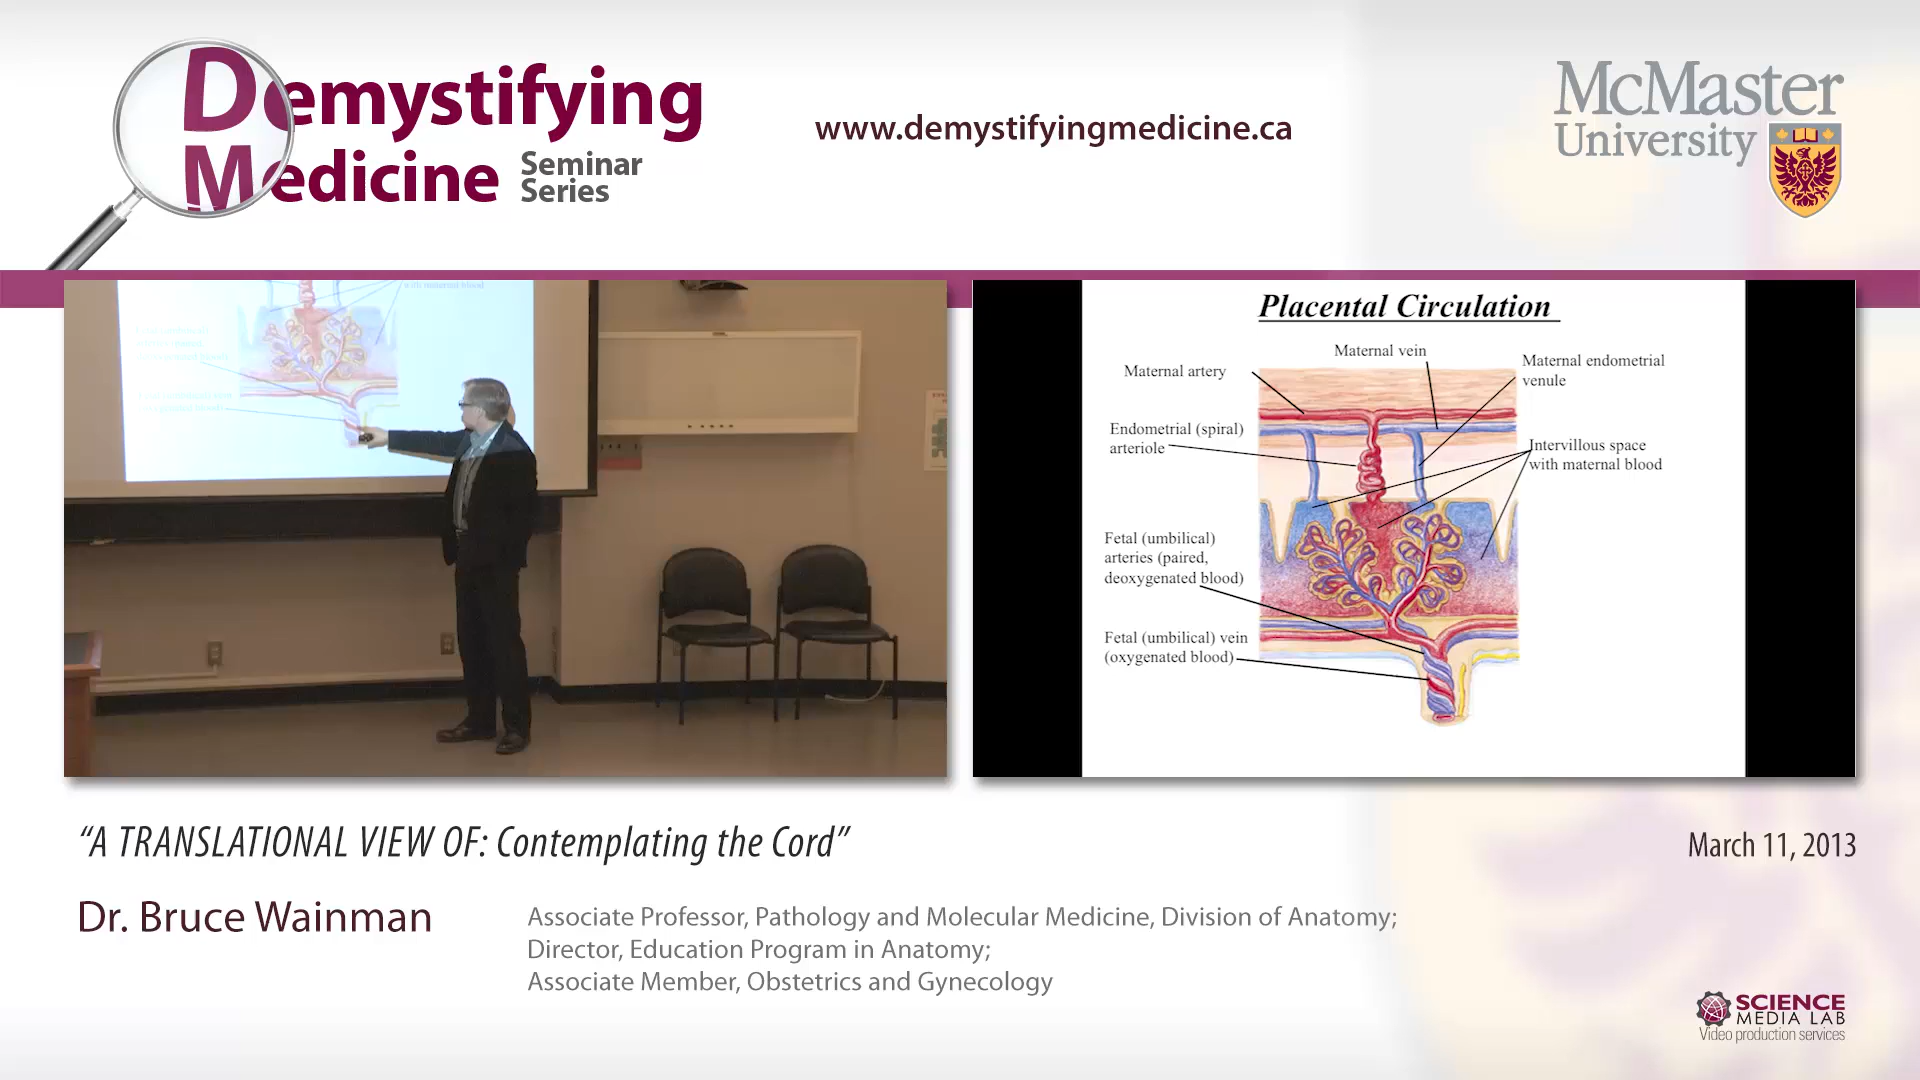 Demystifying
Medicine Seminar
Series
www.demystifyingmedicine.ca
McMaster
University
with maternal blood
Placental Circulation
Maternal vein
Maternal artery
Maternal endometrial
venule
Endometrial (spiral)
arteriole
Intervillous space
with maternal blood
Fetal (umbilical)
arteries (paired,
deoxygenated blood)
Fetal (umbilical) vein
(oxygenated blood)
“A TRANSLATIONAL VIEW OF: Contemplating the Cord”
March 11, 2013
Dr. Bruce Wainman
Associate Professor, Pathology and Molecular Medicine, Division of Anatomy;
Director, Education Program in Anatomy;
Associate Member, Obstetrics and Gynecology
SCIENCE
MEDIA LAB
Video production services